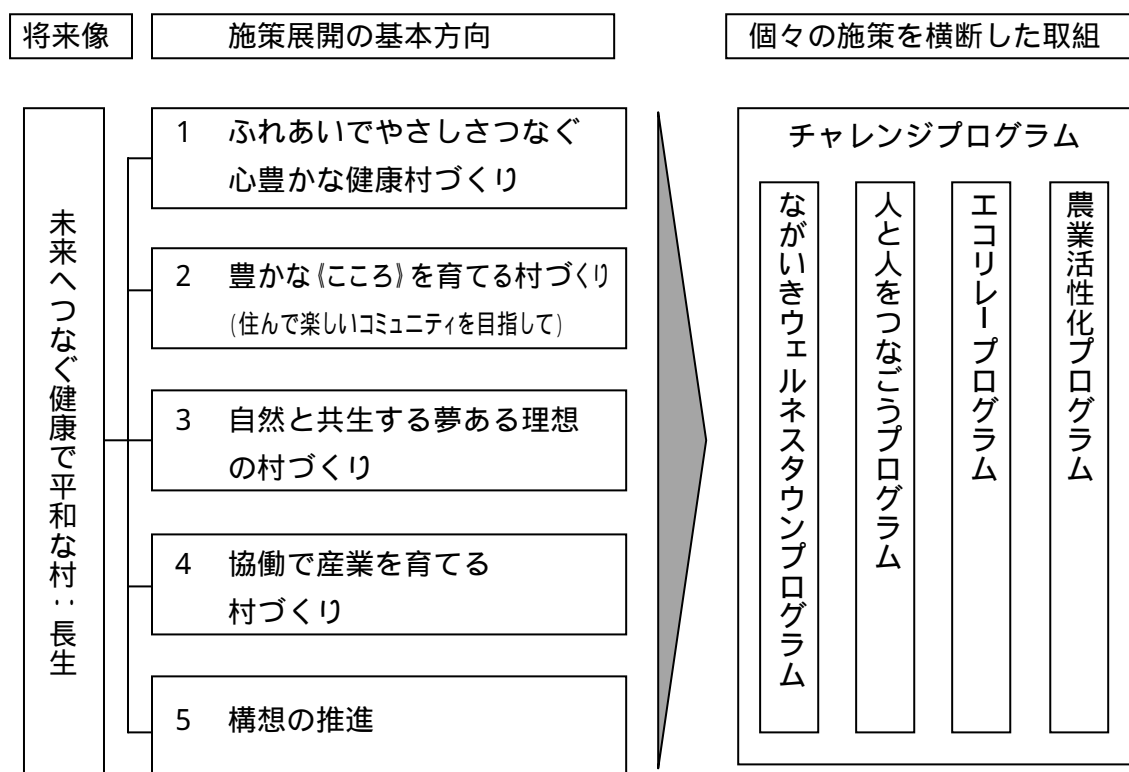 将来像
施策展開の基本方向
個々の施策を横断した取組
未来へつなぐ健康で平和な村‥長生
1 ふれあいでやさしさつなぐ
心豊かな健康村づくり
2 豊かな《こころ》を育てる村づくり
(住んで楽しいコミュニティを目指して)
3 自然と共生する夢ある理想
の村づくり
4 協働で産業を育てる
村づくり
5 構想の推進
チャレンジプログラム
ながいきウェルネスタウンプログラム
人と人をつなごうプログラム
エコリレープログラム
農業活性化プログラム